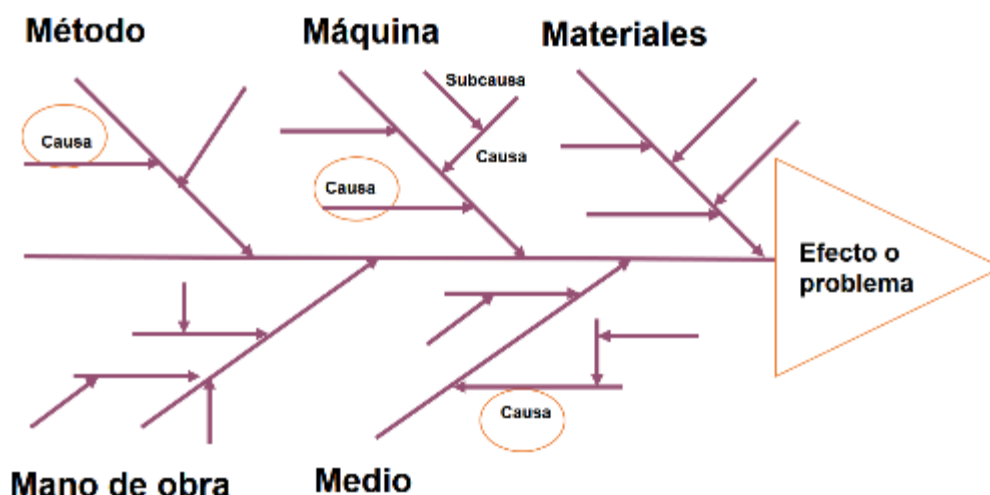 Método
Máquina
Materiales
Subcausa
Causa
Causa
Causa
Efecto o
problema
Causa
Mano de obra
Medio